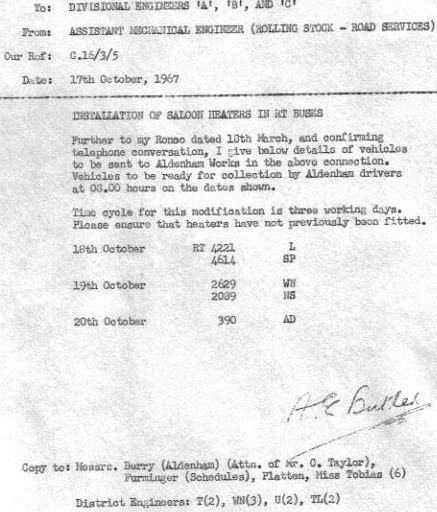 To: DIVISIONAL ENGINEERS 'A', 'B', AND 'C'
From: ASSISTANT MECHANICAL ENGINEER (ROLLING STOCK - ROAD SERVICES)
Our Ref: C.16/3/5
Date: 17th October, 1967
INSTALLATION OF SALOON HEATERS IN RT BUSES
Further to my Roneo dated 18th March, and confirming
telephone conversation, I give below details of vehicles
to be sent to Aldenham Works in the above connection.
Vehicles to be ready for collection by Aldenham drivers
at 08.00 hours on the dates shown.
Time cycle for this modification is three working days.
Please ensure that heaters have not previously been fitted.
18th October RT 4221 L
4614 SP
19th October 2629 WN
2089 NS
20th October 390 AD
A E Butler
Copy to: Messrs. Burry (Aldenham) (Attn. of Mr. C. Taylor),
Furminger (Schedules), Platten, Miss Tobias (6)
District Engineers: T(2), WN(3), U(2), TL(2)